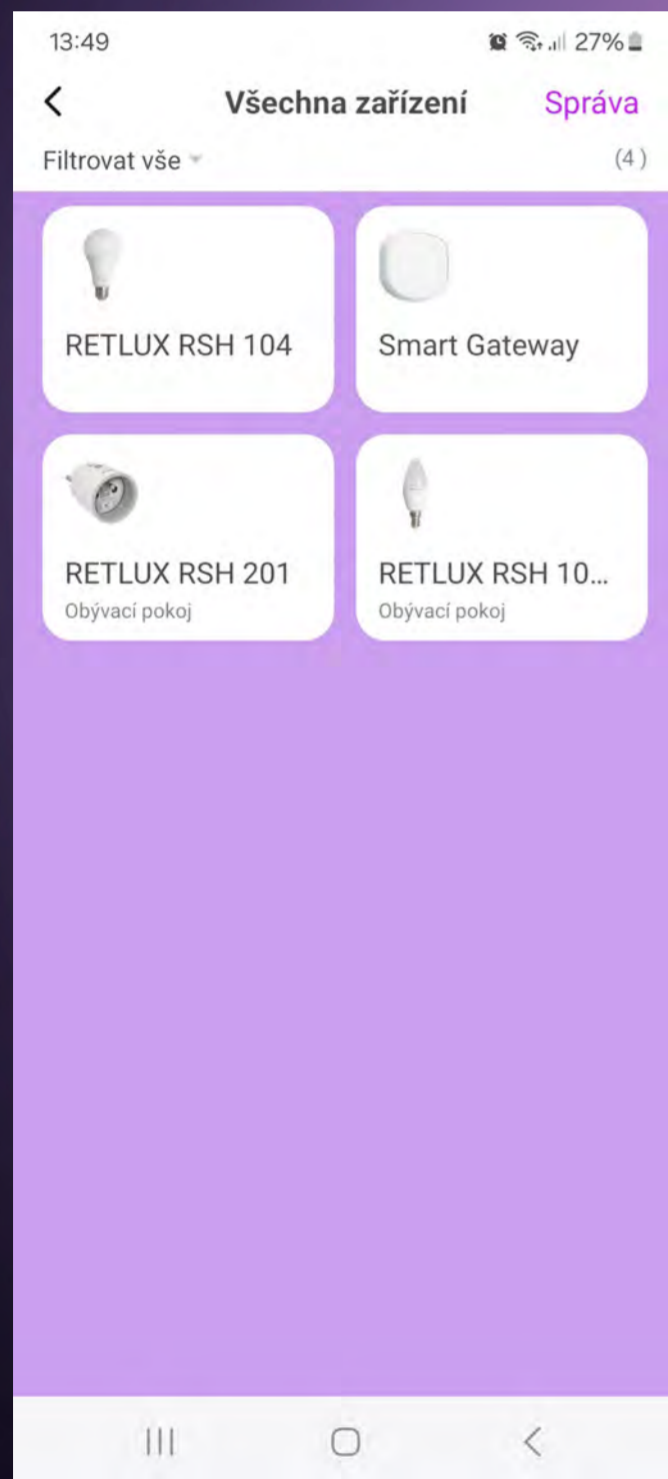 13:49
27%
Všechna zařízení
Správa
Filtrovat vše
(4)
RETLUX RSH 104
Smart Gateway
RETLUX RSH 201
Obývací pokoj
RETLUX RSH 10...
Obývací pokoj